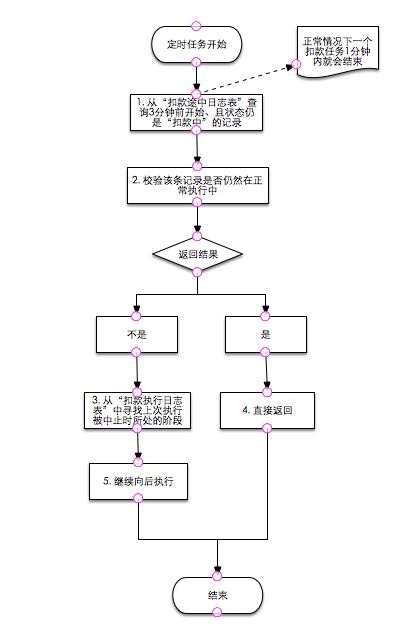 定时任务开始
正常情况下一个
扣款任务1分钟
内就会结束
1. 从“扣款途中日志表”查
询3分钟前开始、且状态仍
是“扣款中”的记录
2. 校验该条记录是否仍然在正
常执行中
返回结果
不是
是
3. 从“扣款执行日志
表”中寻找上次执行
被中止时所处的阶段
4. 直接返回
5. 继续向后执行
结束